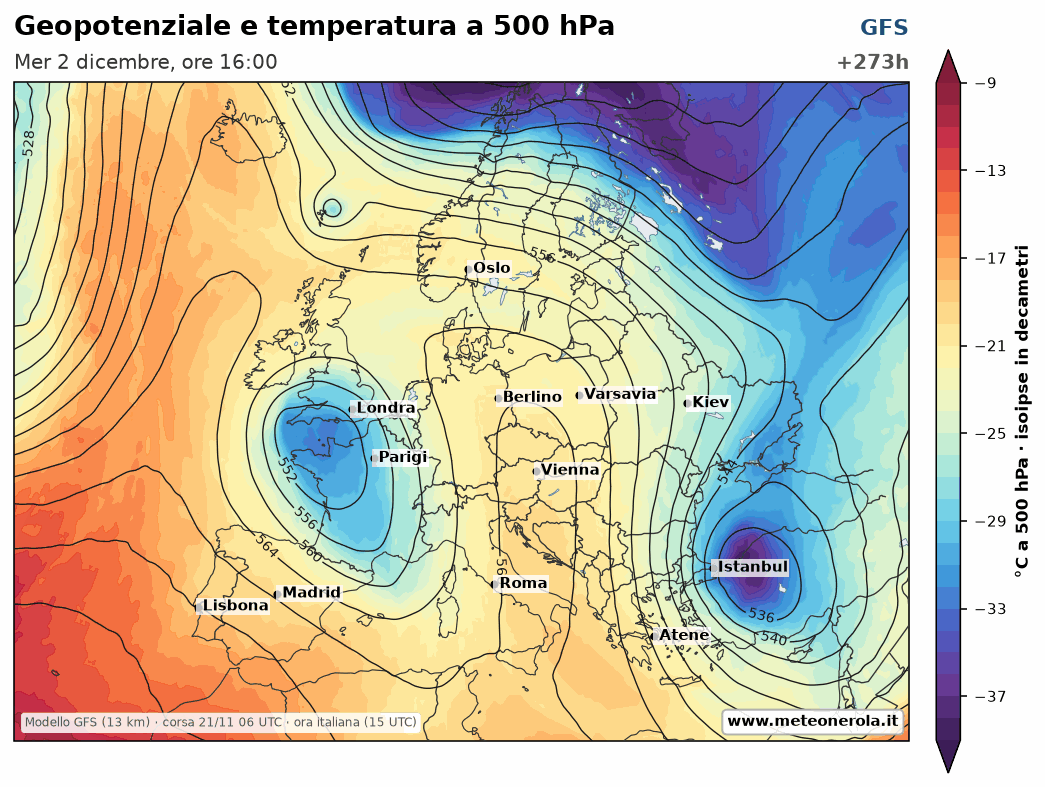 Geopotenziale e temperatura a 500 hPa
GFS
Mer 2 dicembre, ore 16:00
+273h
528
52
556
Oslo
Berlino
Varsavia
Kiev
Londra
Parigi
Vienna
552
544
556
560
564
56
Istanbul
Roma
Madrid
Lisbona
536
540
Atene
Modello GFS (13 km) · corsa 21/11 06 UTC · ora italiana (15 UTC)
www.meteonerola.it
−9
−13
−17
−21
−25
−29
−33
−37
°C a 500 hPa · isoipse in decametri